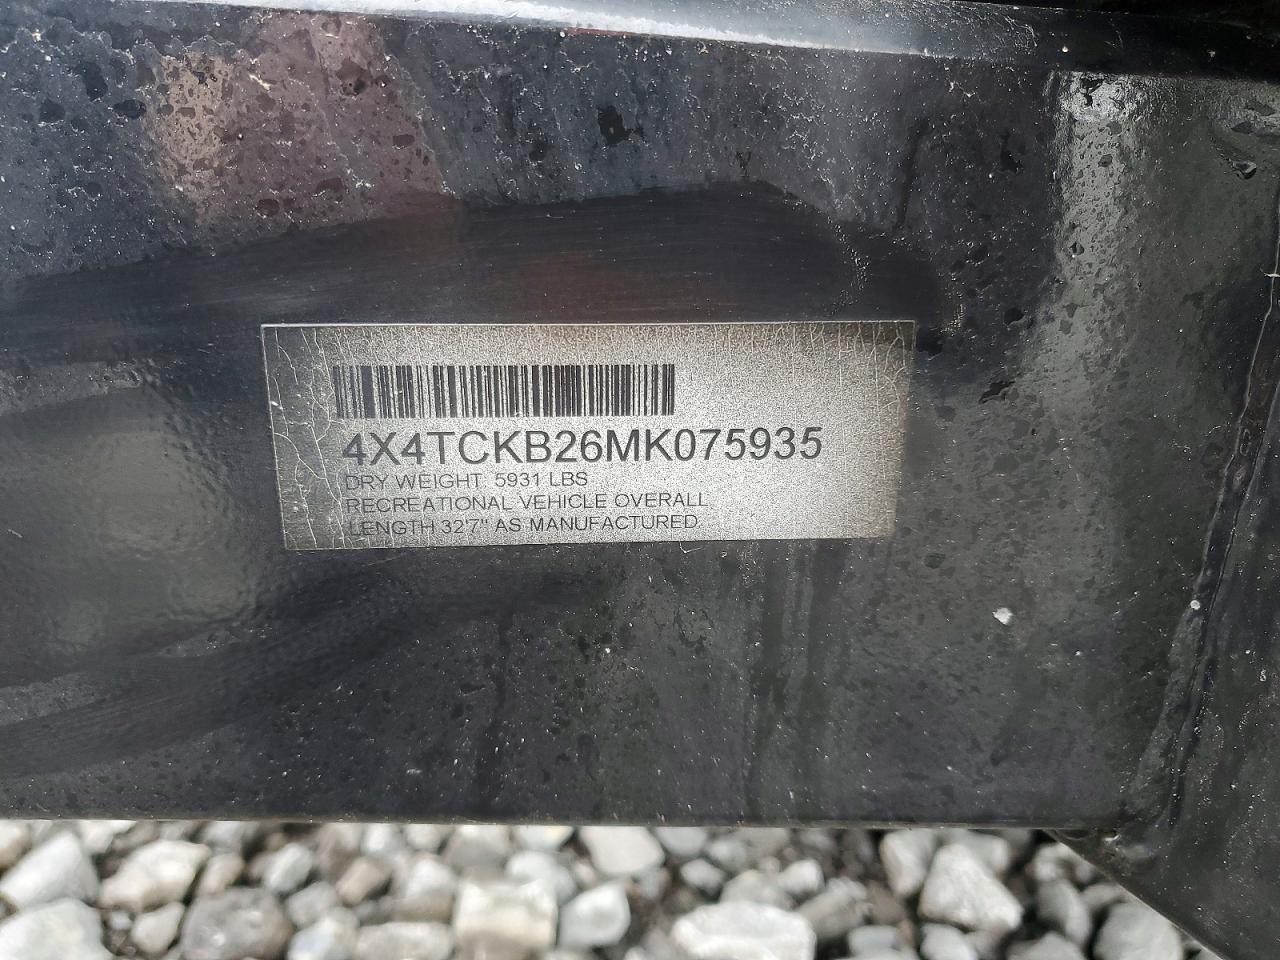 4X4TCKB26MK075935
DRY WEIGHT 5931 LBS
RECREATIONAL VEHICLE OVERALL
LENGTH 32'7" AS MANUFACTURED